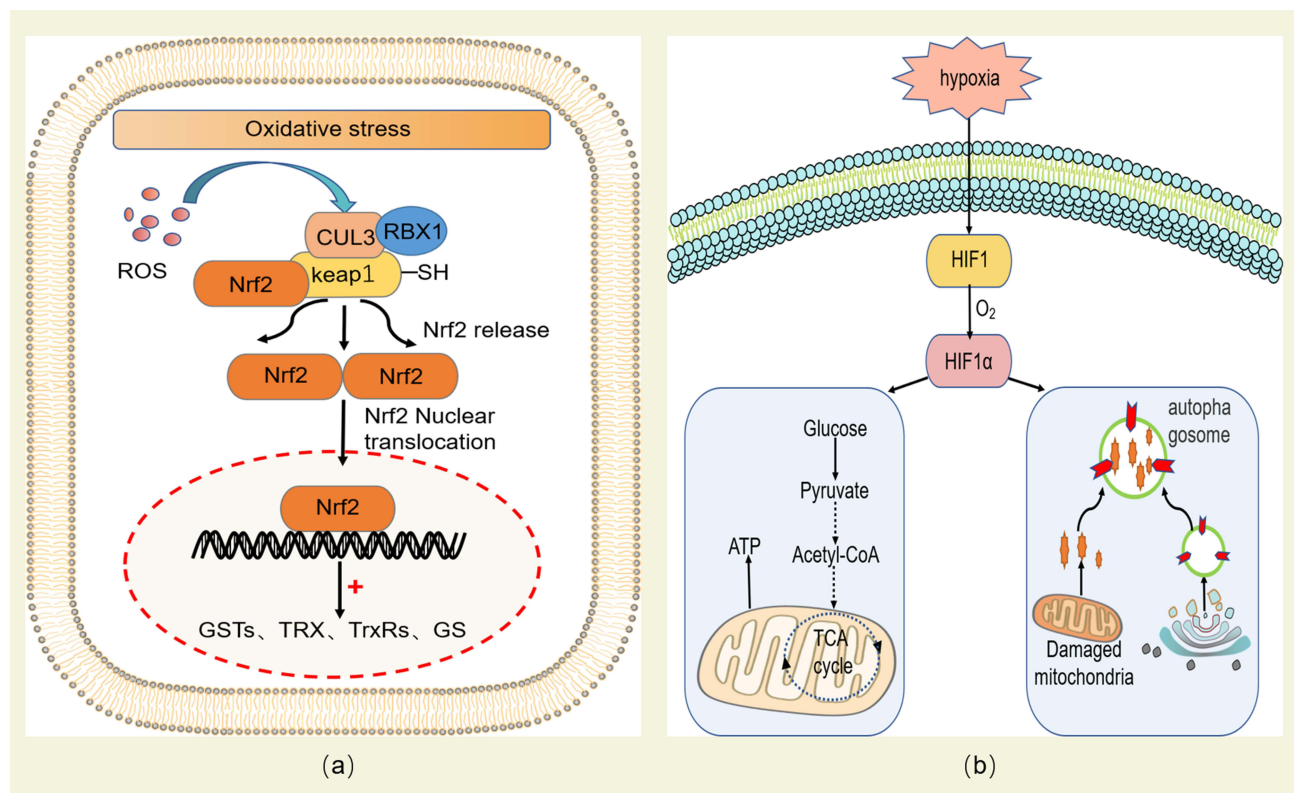 Oxidative stress
ROS
CUL3
RBX1
keap1
SH
Nrf2
Nrf2 release
Nrf2
Nrf2
Nrf2 Nuclear
translocation
Nrf2
+
GSTs、TRX、TrxRs、GS
(a)
hypoxia
HIF1
O2
HIF1α
Glucose
Pyruvate
Acetyl-CoA
ATP
TCA
cycle
autopha
gosome
Damaged
mitochondria
(b)